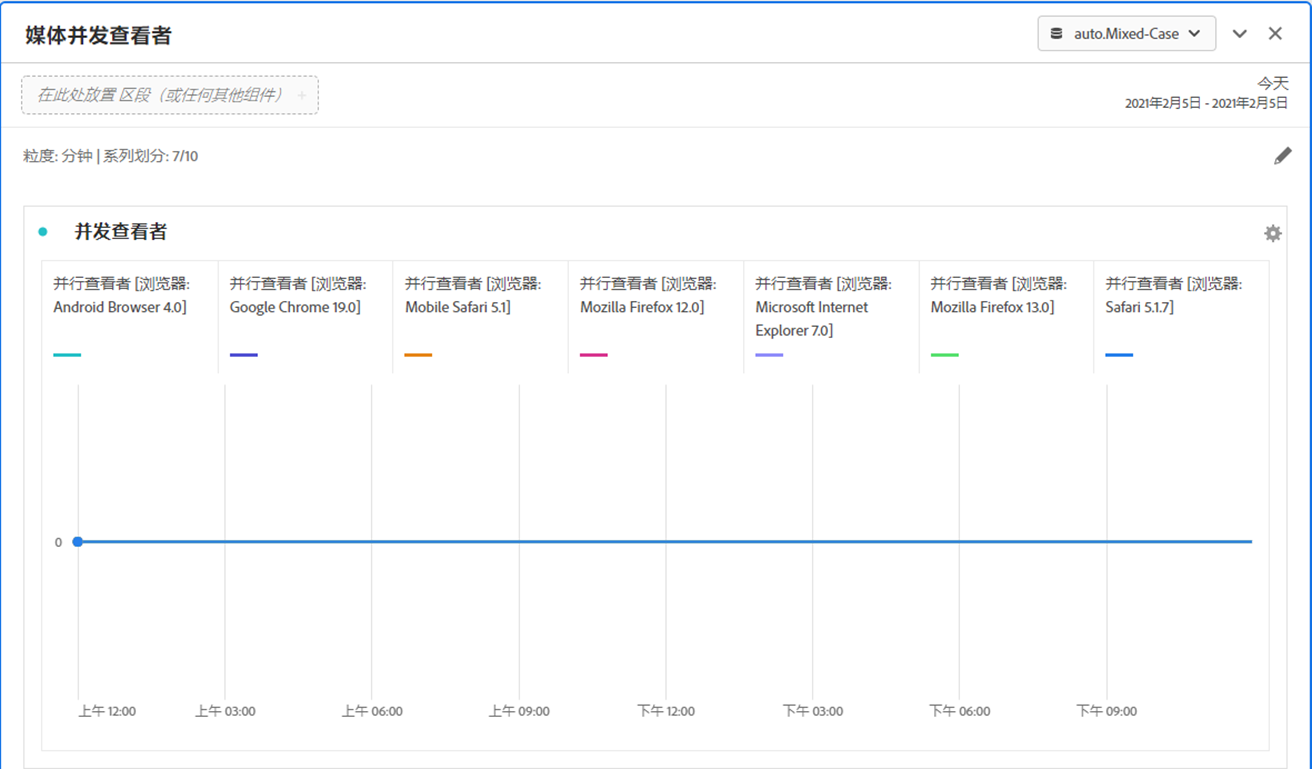 媒体并发查看者
auto.Mixed-Case
在此处放置 区段（或任何其他组件） +
今天
2021年2月5日 - 2021年2月5日
粒度: 分钟 | 系列划分: 7/10
并发查看者
并行查看者 [浏览器:
Android Browser 4.0]
并行查看者 [浏览器:
Google Chrome 19.0]
并行查看者 [浏览器:
Mobile Safari 5.1]
并行查看者 [浏览器:
Mozilla Firefox 12.0]
并行查看者 [浏览器:
Microsoft Internet
Explorer 7.0]
并行查看者 [浏览器:
Mozilla Firefox 13.0]
并行查看者 [浏览器:
Safari 5.1.7]
0
上午 12:00
上午 03:00
上午 06:00
上午 09:00
下午 12:00
下午 03:00
下午 06:00
下午 09:00